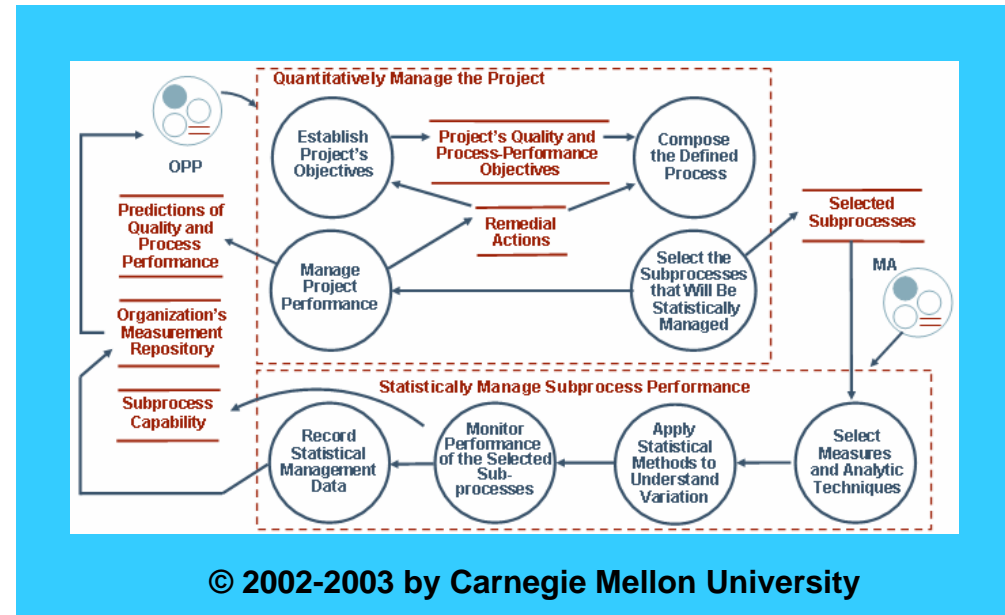 Quantitatively Manage the Project
OPP
Establish
Project's
Objectives
Project's Quality and
Process-Performance
Objectives
Compose
the Defined
Process
Predictions of
Quality and
Process
Performance
Remedial
Actions
Selected
Subprocesses
Manage
Project
Performance
Select the
Subprocesses
that Will Be
Statistically
Managed
MA
Organization's
Measurement
Repository
Statistically Manage Subprocess Performance
Subprocess
Capability
Record
Statistical
Management
Data
Monitor
Performance
of the Selected
Sub-
processes
Apply
Statistical
Methods to
Understand
Variation
Select
Measures
and Analytic
Techniques
© 2002-2003 by Carnegie Mellon University